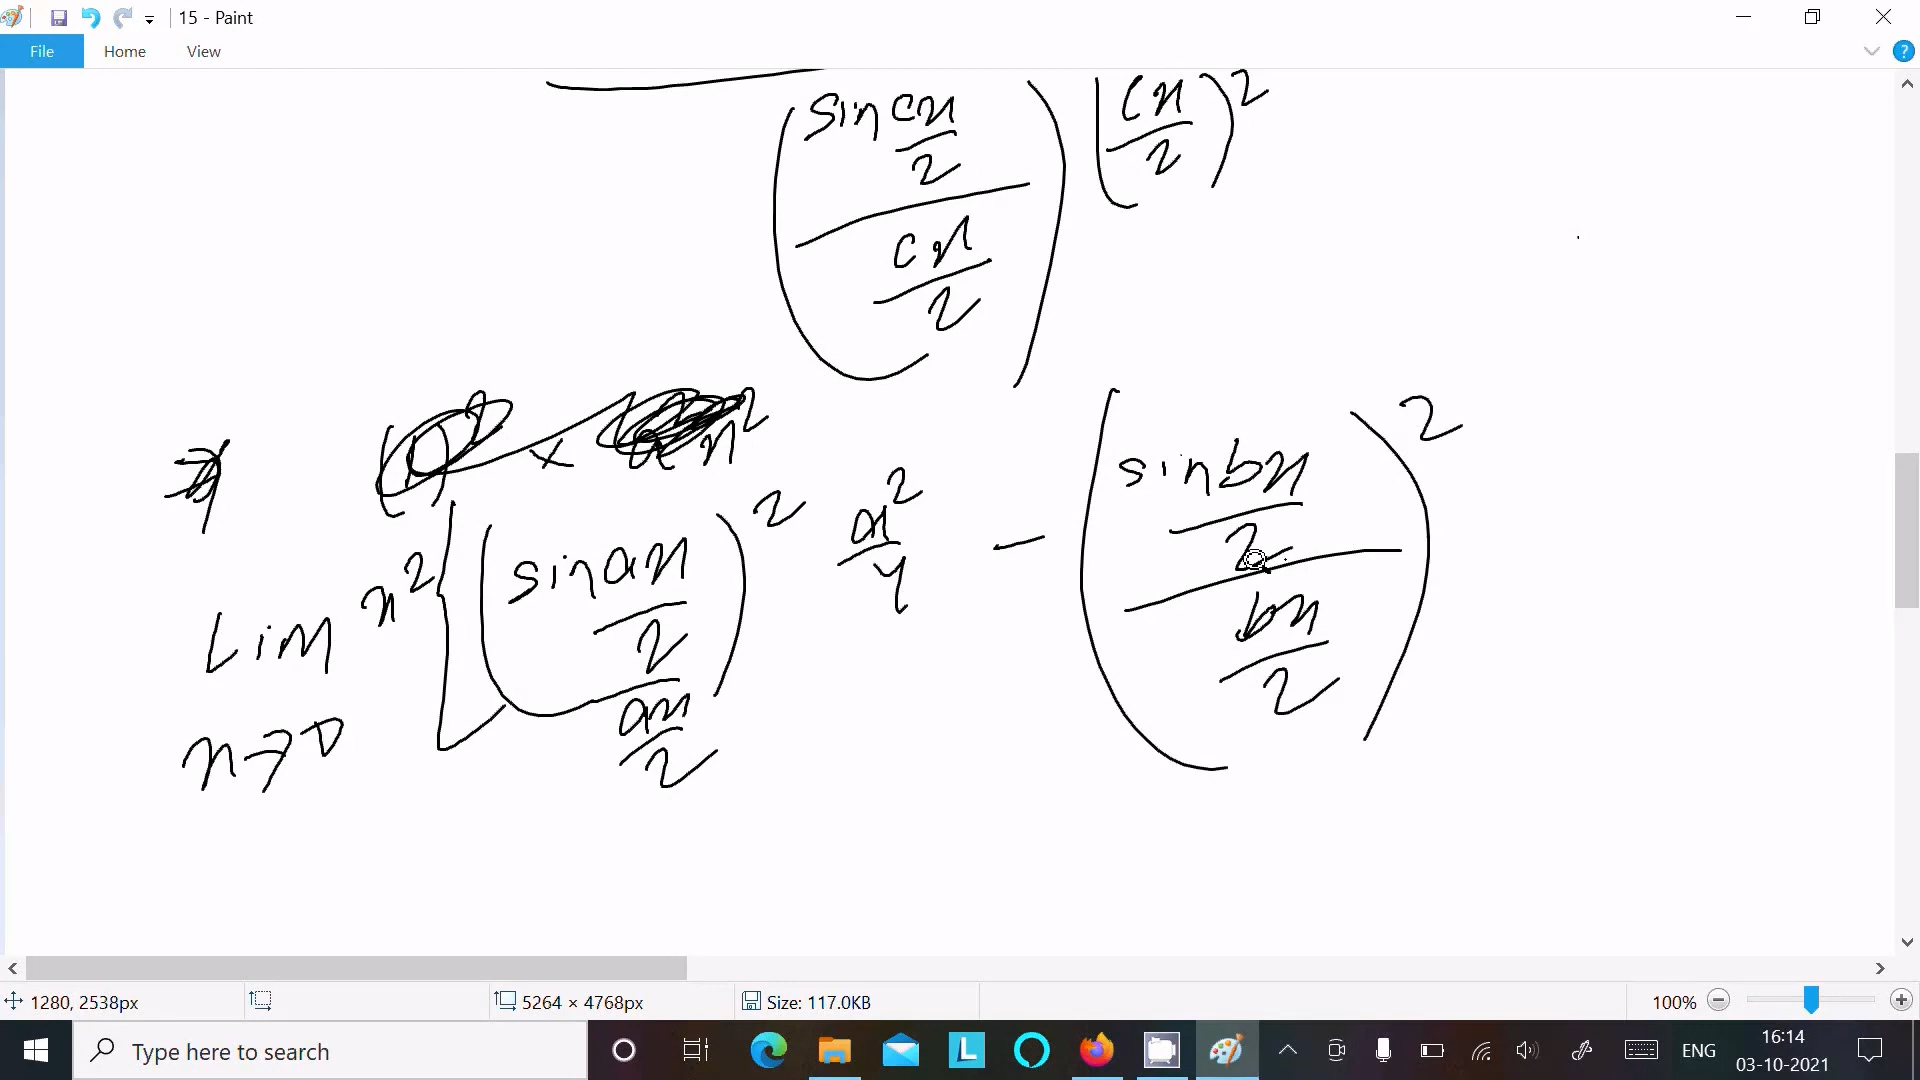 15 - Paint
File Home View
(sin cx/2 / cx/2) (cx/2)^2
Lim x→0 x^2 [(sin ax/2 / ax/2)^2 a^2/4 - (sin bx/2 / bx/2)^2
1280, 2538px 5264 × 4768px Size: 117.0KB 100%
Type here to search
ENG
16:14
03-10-2021